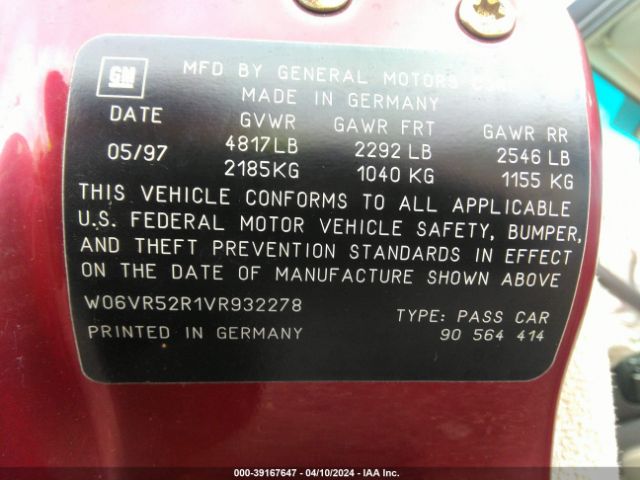 GM
MFD BY GENERAL MOTORS
MADE IN GERMANY
DATE GVWR GAWR FRT GAWR RR
05/97 4817LB 2292 LB 2546 LB
2185KG 1040 KG 1155 KG
THIS VEHICLE CONFORMS TO ALL APPLICABLE
U.S. FEDERAL MOTOR VEHICLE SAFETY, BUMPER,
AND THEFT PREVENTION STANDARDS IN EFFECT
ON THE DATE OF MANUFACTURE SHOWN ABOVE
W06VR52R1VR932278 TYPE: PASS CAR
PRINTED IN GERMANY 90 564 414
000-39167647 - 04/10/2024 - IAA Inc.